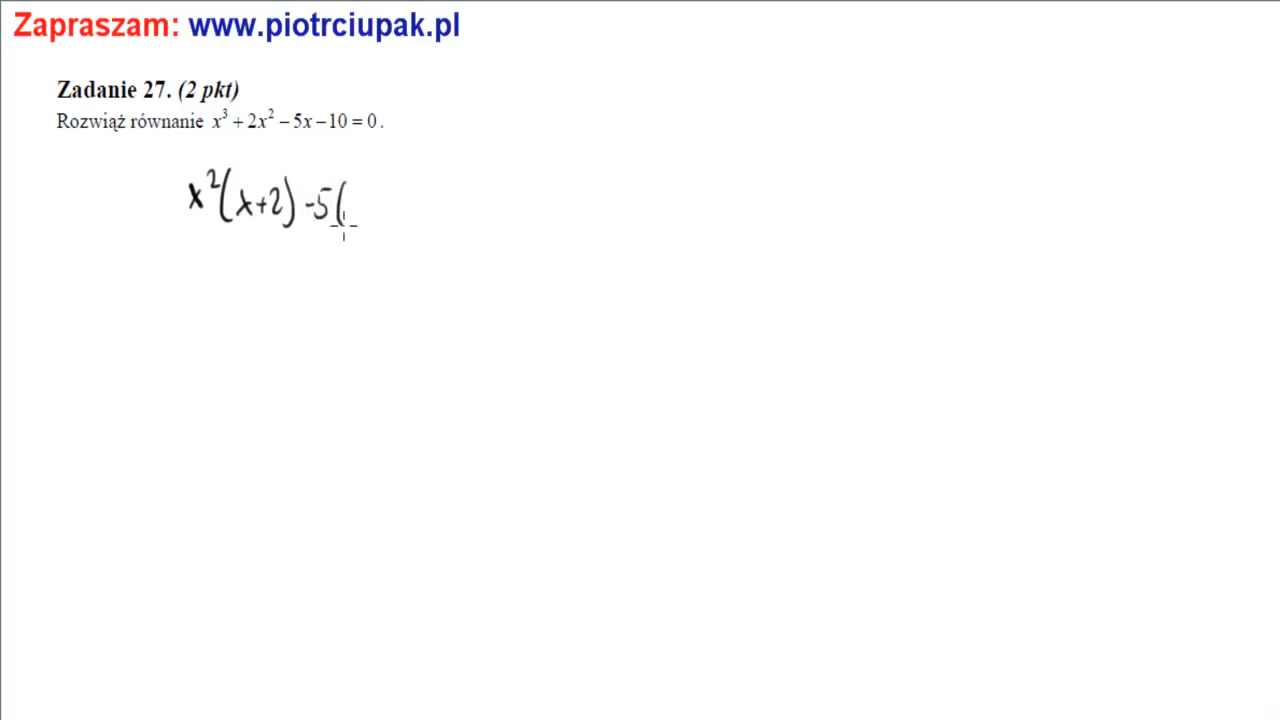 Zapraszam: www.piotrciupak.pl
Zadanie 27. (2 pkt)
Rozwiąż równanie x³ + 2x² − 5x − 10 = 0.
x²(x+2) -5(